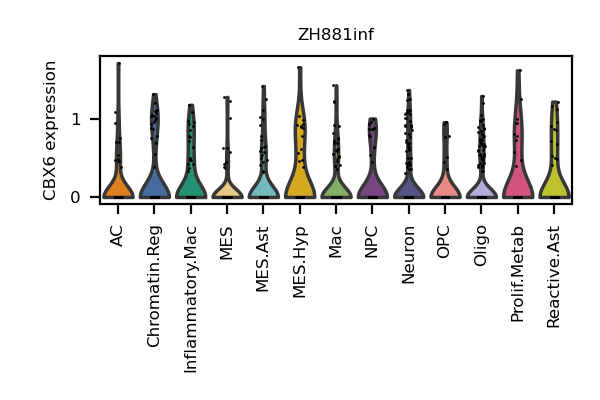 ZH881inf
CBX6 expression
1
0
AC
Chromatin.Reg
Inflammatory.Mac
MES
MES.Ast
MES.Hyp
Mac
NPC
Neuron
OPC
Oligo
Prolif.Metab
Reactive.Ast